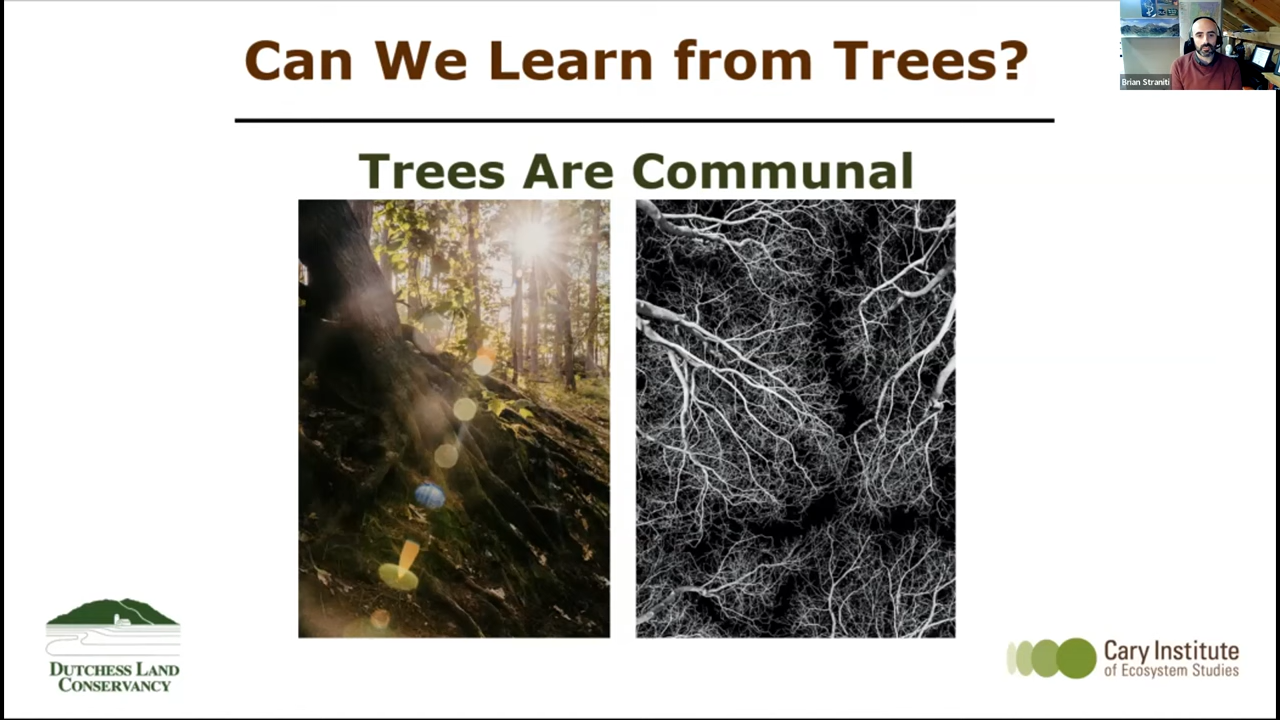 Can We Learn from Trees?
Brian Straniti
Trees Are Communal
DUTCHESS LAND
CONSERVANCY
Cary Institute
of Ecosystem Studies